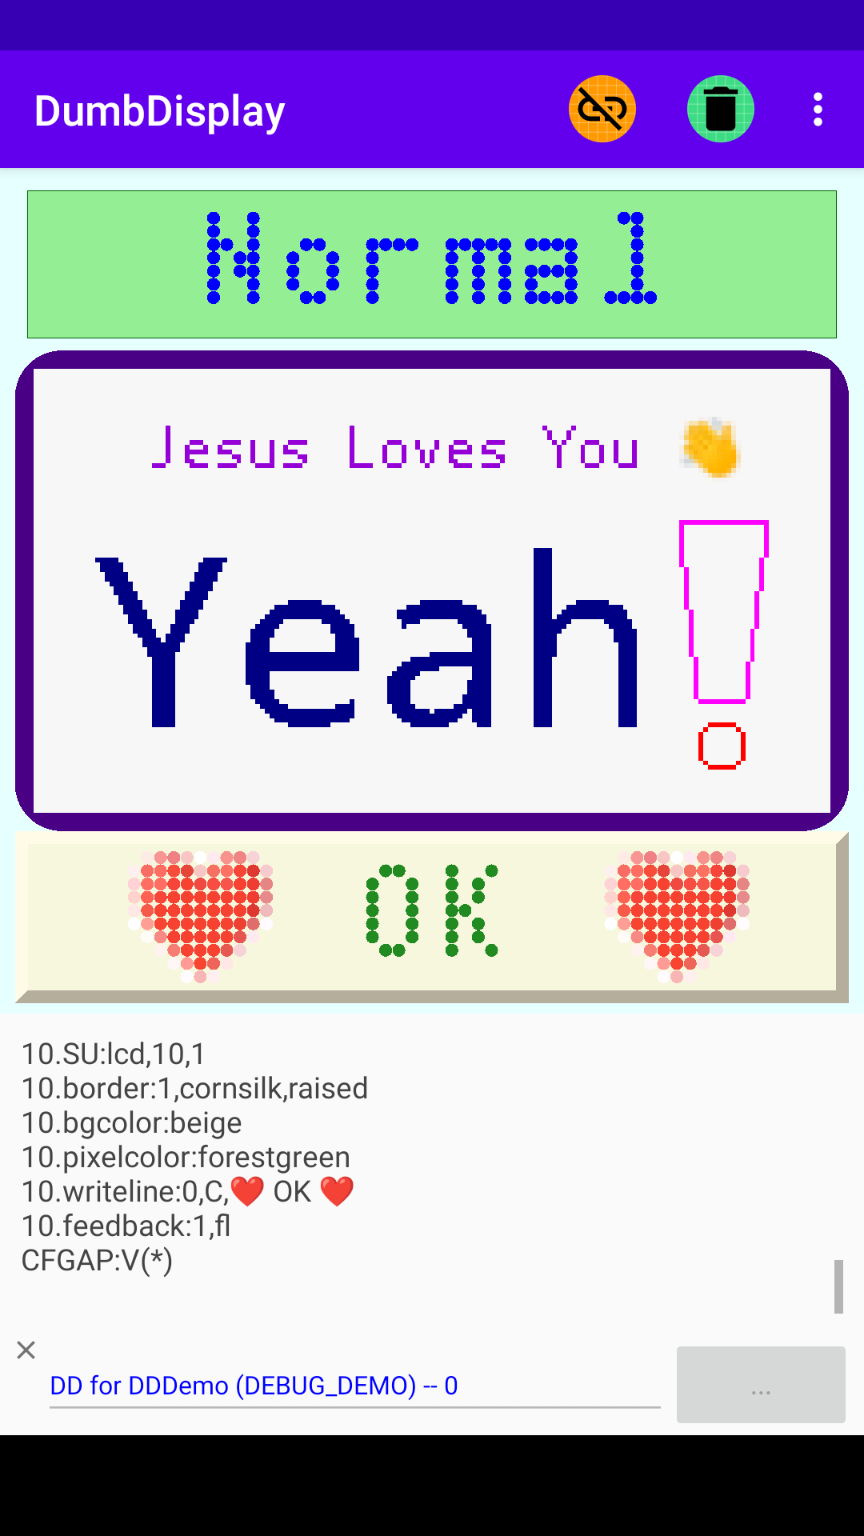 DumbDisplay
Normal
Jesus Loves You 👏
Yeah!
❤️ OK ❤️
10.SU:lcd,10,1
10.border:1,cornsilk,raised
10.bgcolor:beige
10.pixelcolor:forestgreen
10.writeline:0,C,❤️ OK ❤️
10.feedback:1,fl
CFGAP:V(*)
DD for DDDemo (DEBUG_DEMO) -- 0
...